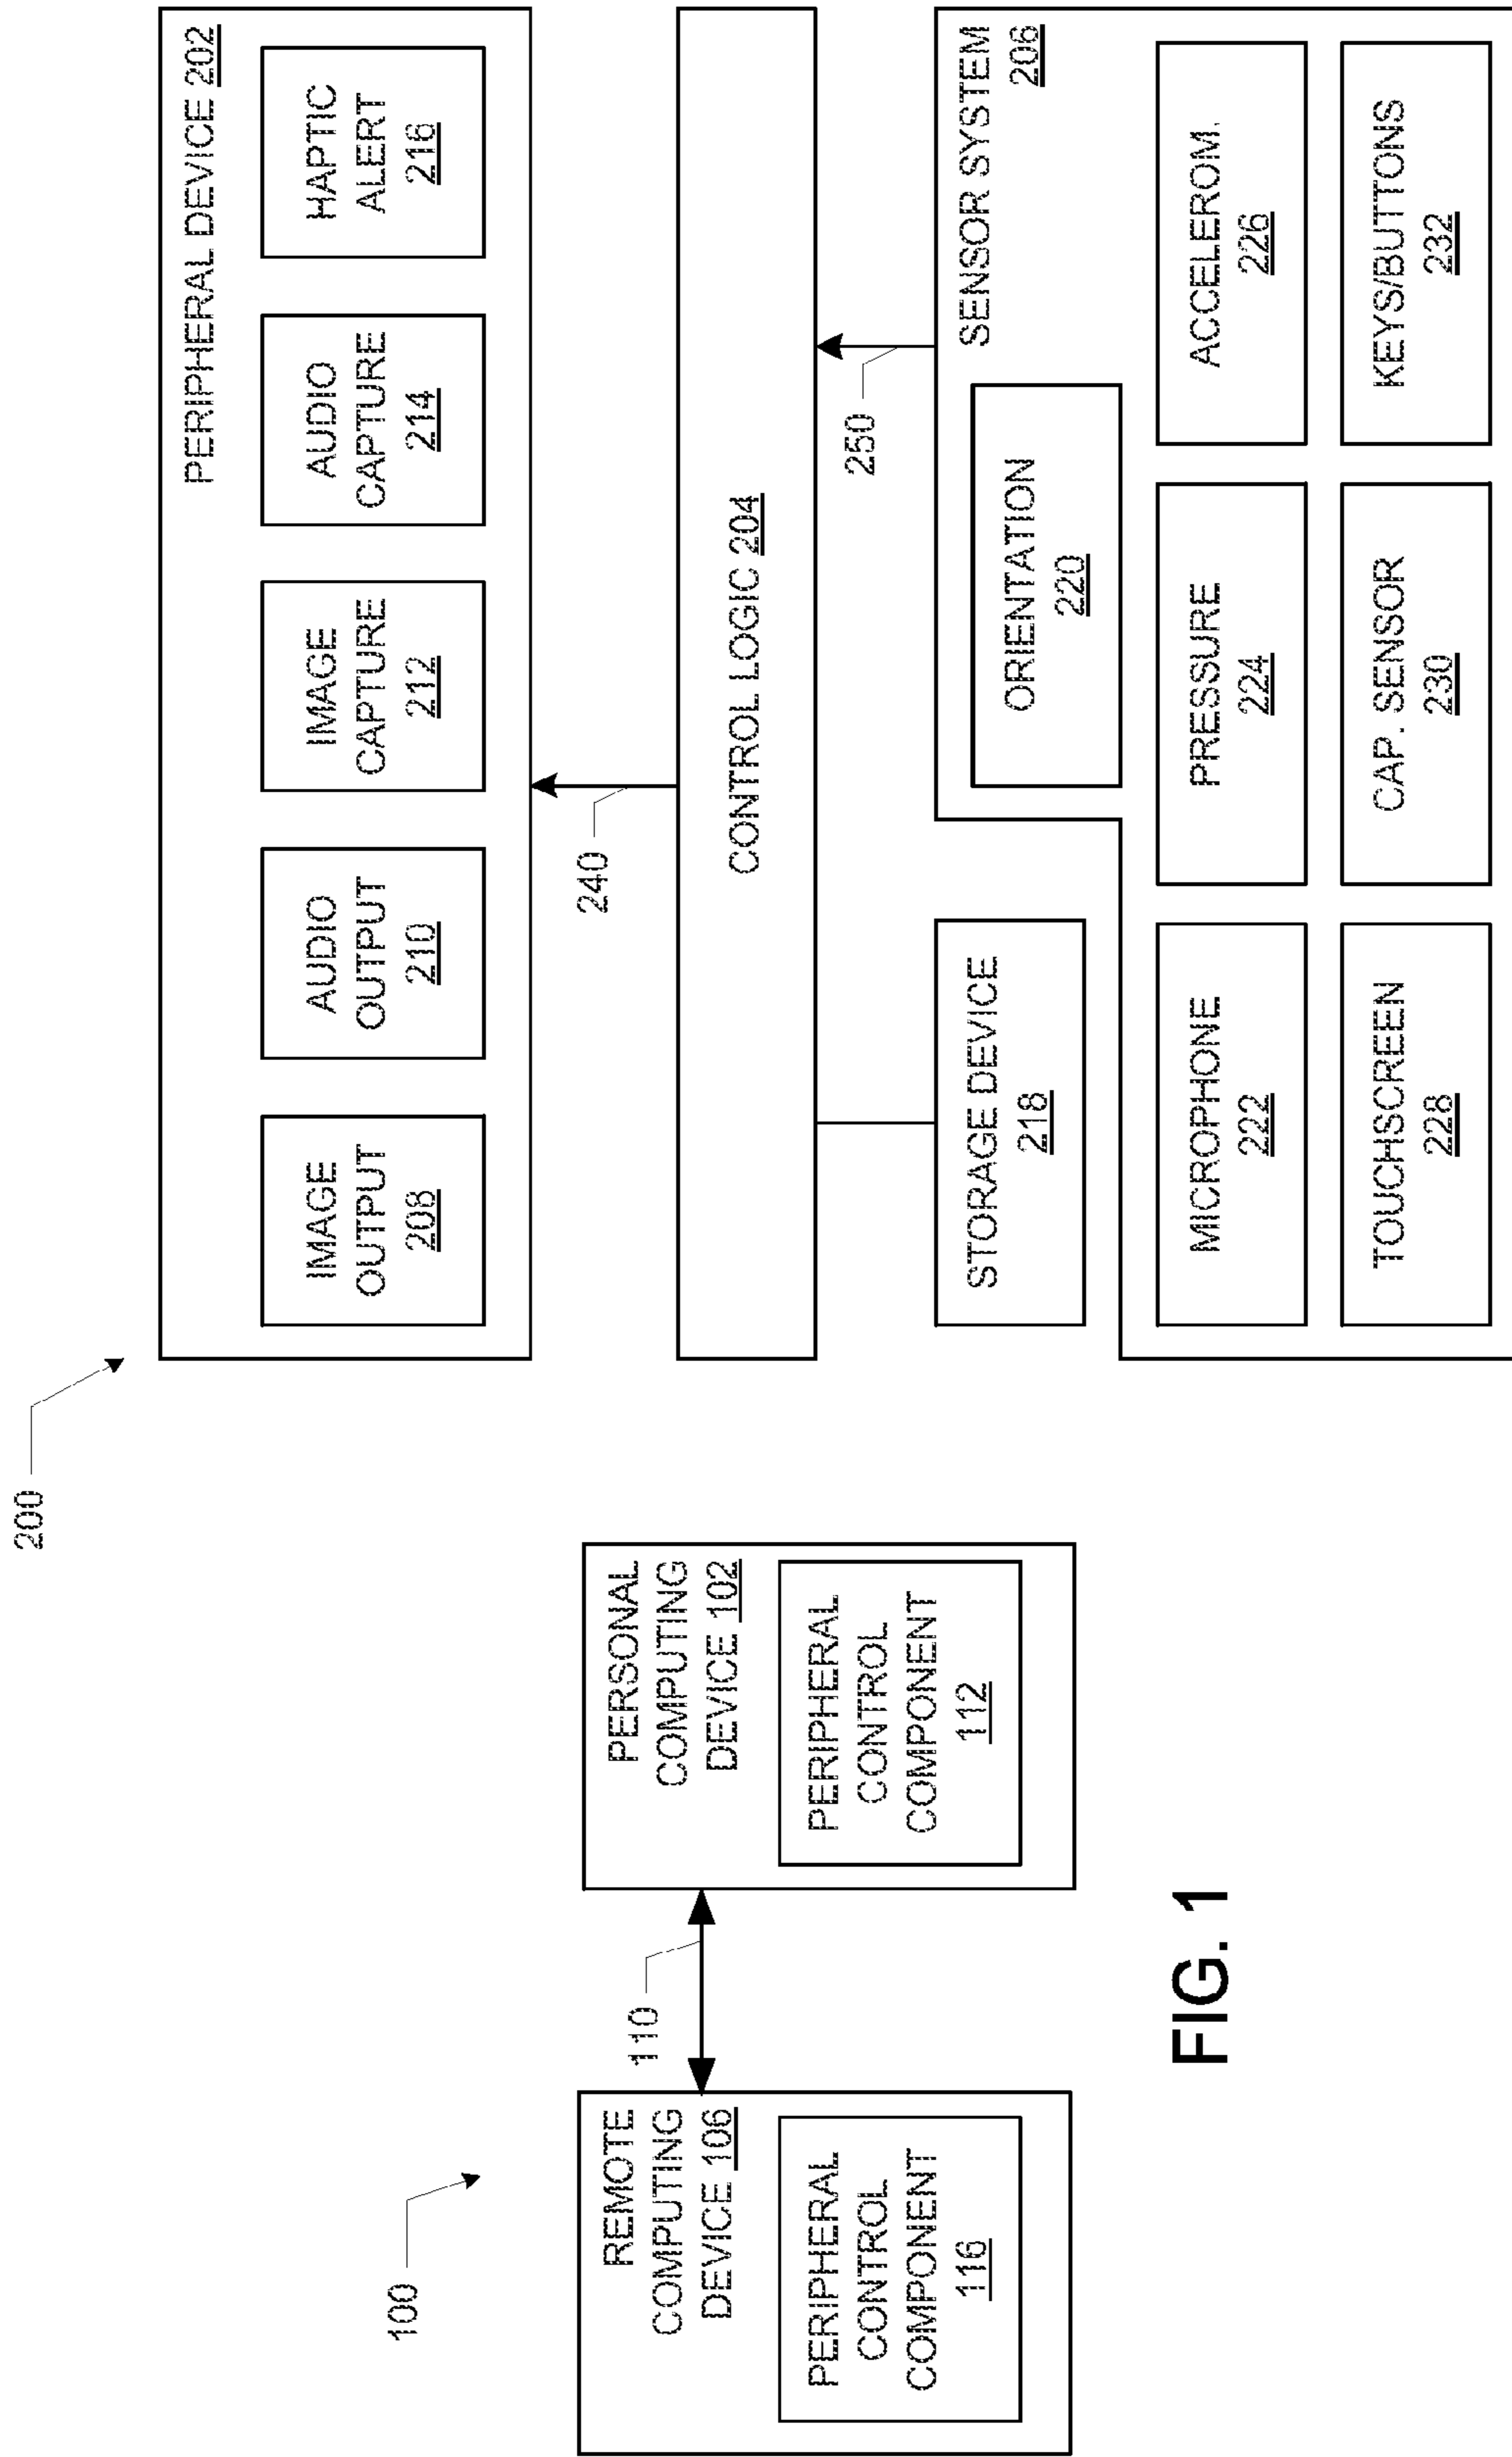 100
REMOTE
COMPUTING
DEVICE 106
PERIPHERAL
CONTROL
COMPONENT
116
110
PERSONAL
COMPUTING
DEVICE 102
PERIPHERAL
CONTROL
COMPONENT
112
FIG. 1
200
PERIPHERAL DEVICE 202
IMAGE
OUTPUT
208
AUDIO
OUTPUT
210
IMAGE
CAPTURE
212
AUDIO
CAPTURE
214
HAPTIC
ALERT
216
240
CONTROL LOGIC 204
250
STORAGE DEVICE
218
SENSOR SYSTEM
206
ORIENTATION
220
MICROPHONE
222
PRESSURE
224
ACCELEROM.
226
TOUCHSCREEN
228
CAP. SENSOR
230
KEYS/BUTTONS
232